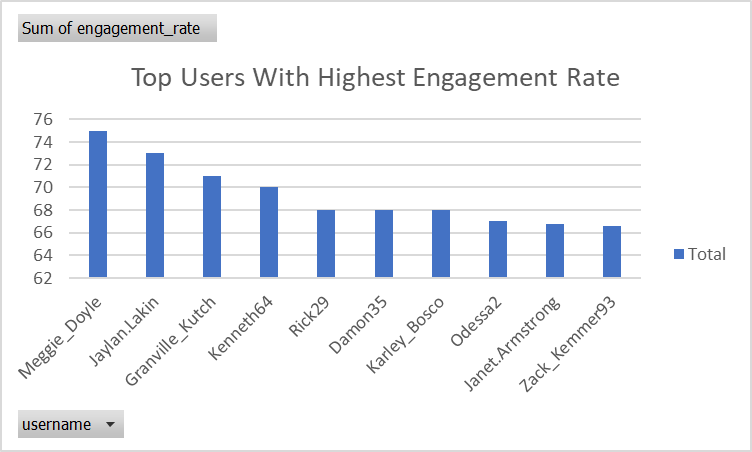 Sum of engagement_rate
Top Users With Highest Engagement Rate
76
74
72
70
68
66
64
62
Meggie_Doyle
Jaylan.Lakin
Granville_Kutch
Kenneth64
Rick29
Damon35
Karley_Bosco
Odessa2
Janet.Armstrong
Zack_Kemmer93
Total
username